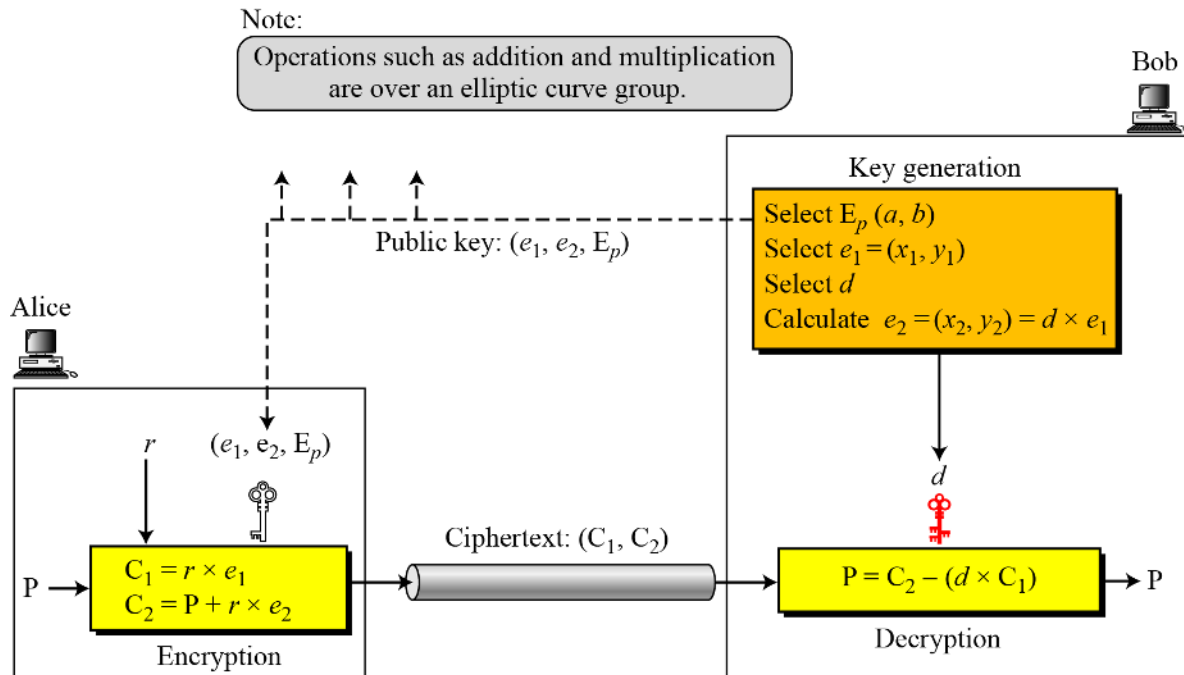 Note:
Operations such as addition and multiplication
are over an elliptic curve group.
Bob
Key generation
Select Eₚ (a, b)
Select e₁ = (x₁, y₁)
Select d
Calculate e₂ = (x₂, y₂) = d × e₁
Public key: (e₁, e₂, Eₚ)
Alice
r
(e₁, e₂, Eₚ)
d
P
C₁ = r × e₁
C₂ = P + r × e₂
Encryption
Ciphertext: (C₁, C₂)
P = C₂ – (d × C₁)
P
Decryption